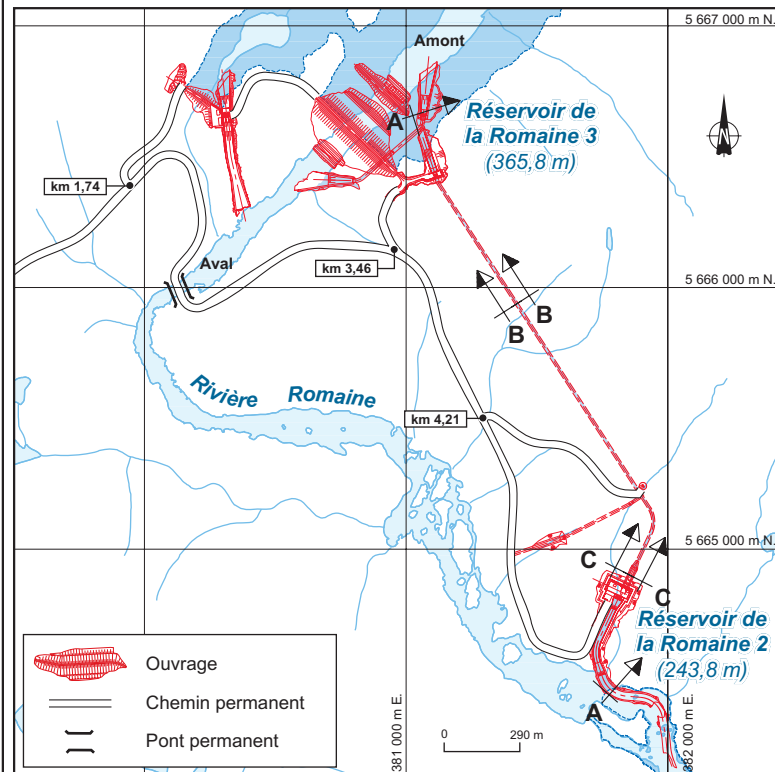 5 667 000 m N.
Amont
A
Réservoir de
la Romaine 3
(365,8 m)
km 1,74
Aval
km 3,46
5 666 000 m N.
B
B
Rivière Romaine
km 4,21
5 665 000 m N.
C
C
Réservoir de
la Romaine 2
(243,8 m)
A
Ouvrage
Chemin permanent
Pont permanent
0 290 m
381 000 m E.
382 000 m E.